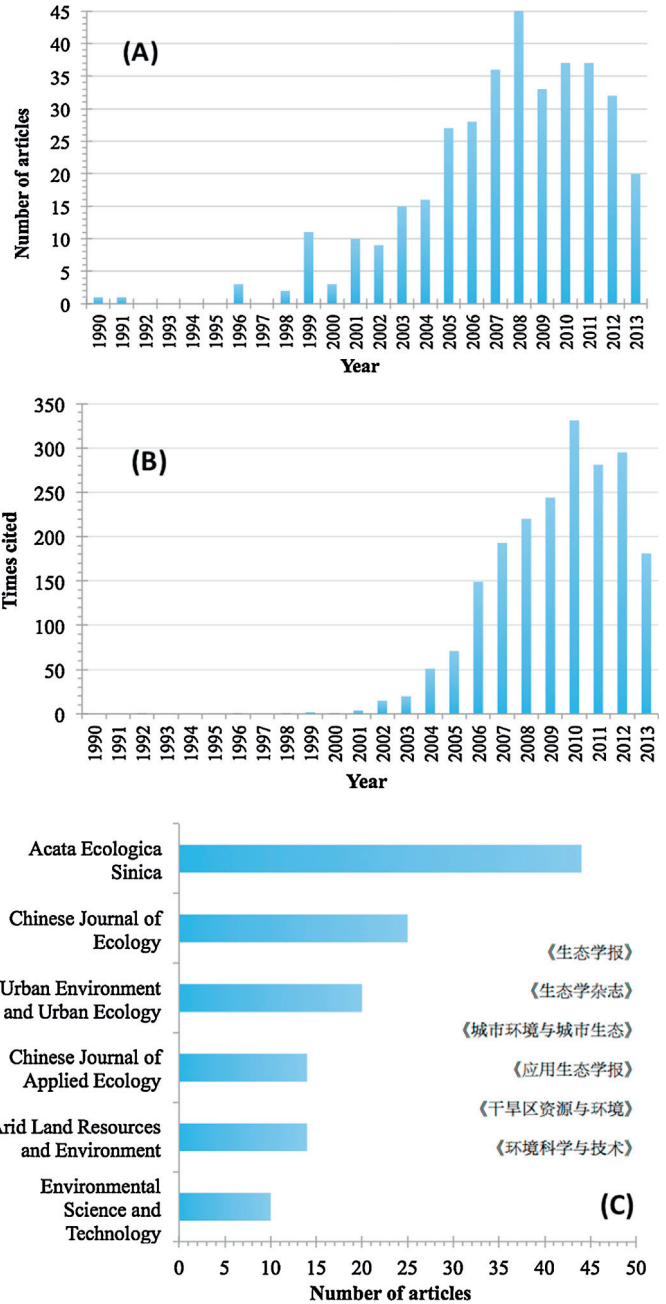 (A)
Number of articles
45
40
35
30
25
20
15
10
5
0
1990 1991 1992 1993 1994 1995 1996 1997 1998 1999 2000 2001 2002 2003 2004 2005 2006 2007 2008 2009 2010 2011 2012 2013
Year
(B)
Times cited
350
300
250
200
150
100
50
0
1990 1991 1992 1993 1994 1995 1996 1997 1998 1999 2000 2001 2002 2003 2004 2005 2006 2007 2008 2009 2010 2011 2012 2013
Year
Acata Ecologica
Sinica
Chinese Journal of
Ecology
Urban Environment
and Urban Ecology
Chinese Journal of
Applied Ecology
Arid Land Resources
and Environment
Environmental
Science and
Technology
《生态学报》
《生态学杂志》
《城市环境与城市生态》
《应用生态学报》
《干旱区资源与环境》
《环境科学与技术》
(C)
0 5 10 15 20 25 30 35 40 45 50
Number of articles